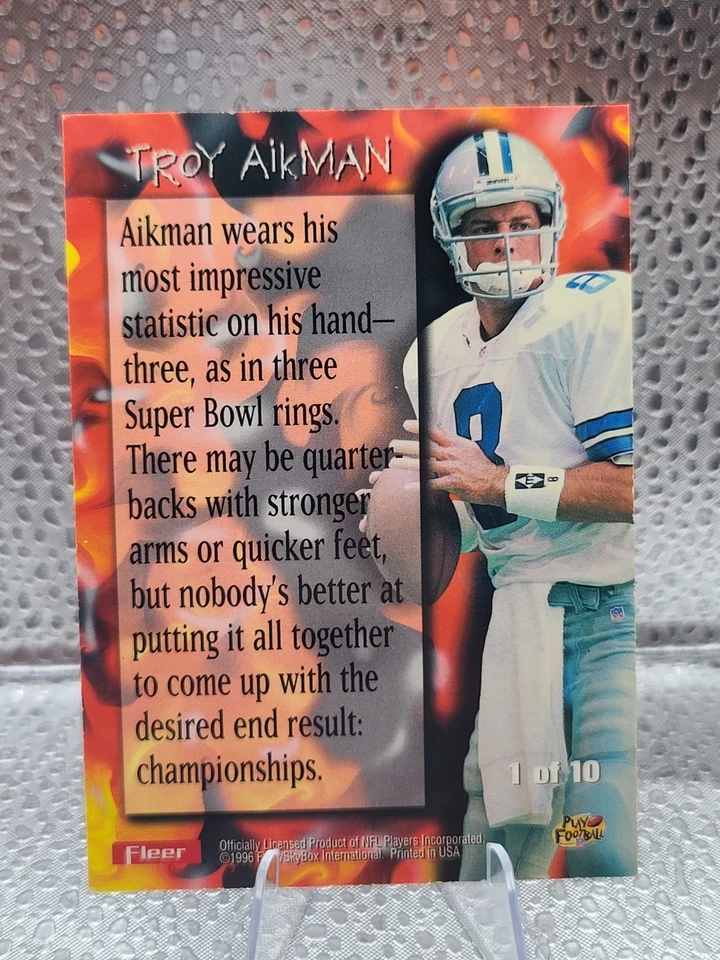 TROY AikMAN
Aikman wears his
most impressive
statistic on his hand—
three, as in three
Super Bowl rings.
There may be quarter-
backs with stronger
arms or quicker feet,
but nobody's better at
putting it all together
to come up with the
desired end result:
championships.
8
8
8
1 of 10
PLAY
FOOTBALL
Fleer
Officially Licensed Product of NFL Players Incorporated.
©1996 SkyBox International. Printed in USA